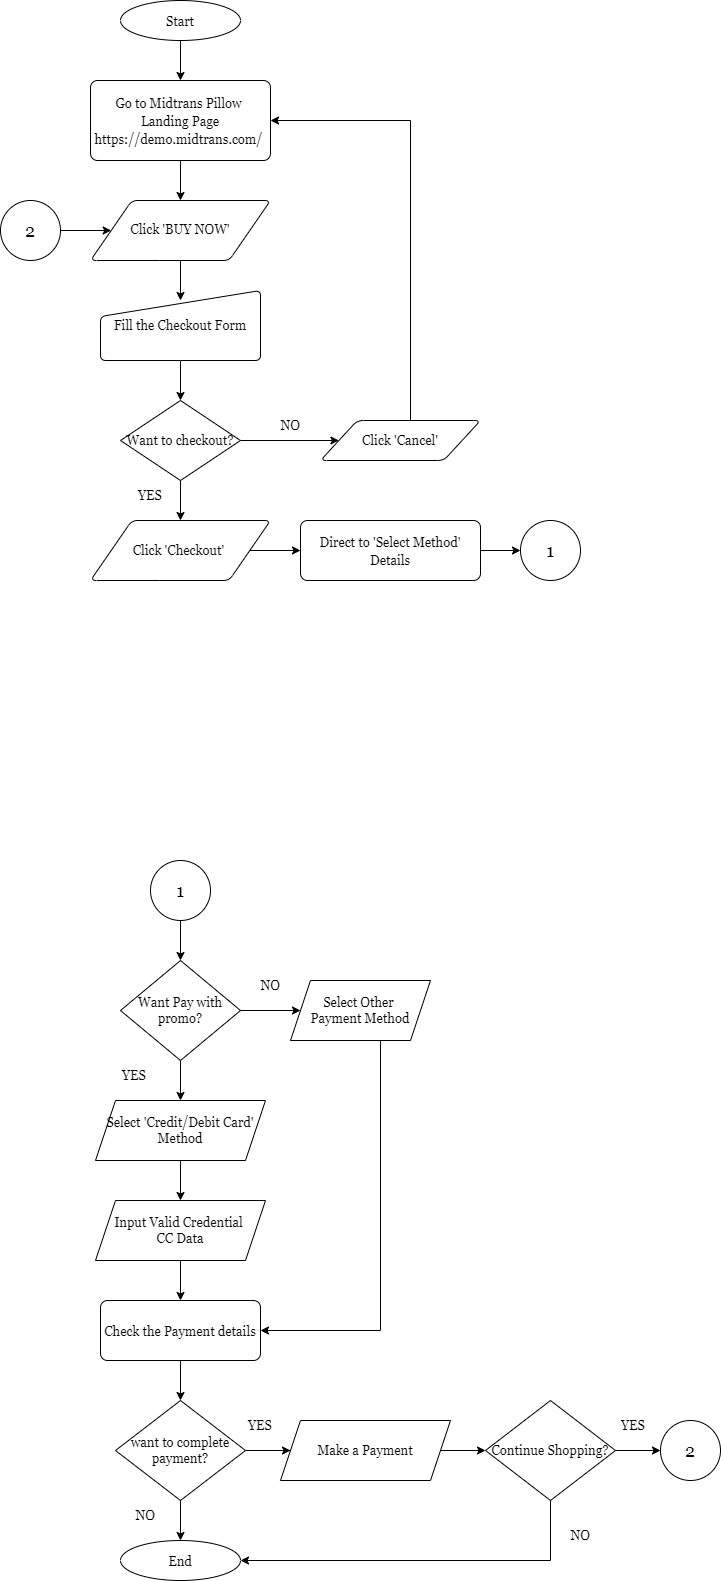 Start
Go to Midtrans Pillow
Landing Page
https://demo.midtrans.com/
2
Click 'BUY NOW'
Fill the Checkout Form
Want to checkout?
NO
Click 'Cancel'
YES
Click 'Checkout'
Direct to 'Select Method'
Details
1
1
Want Pay with
promo?
NO
Select Other
Payment Method
YES
Select 'Credit/Debit Card'
Method
Input Valid Credential
CC Data
Check the Payment details
want to complete
payment?
YES
Make a Payment
Continue Shopping?
YES
2
NO
NO
End